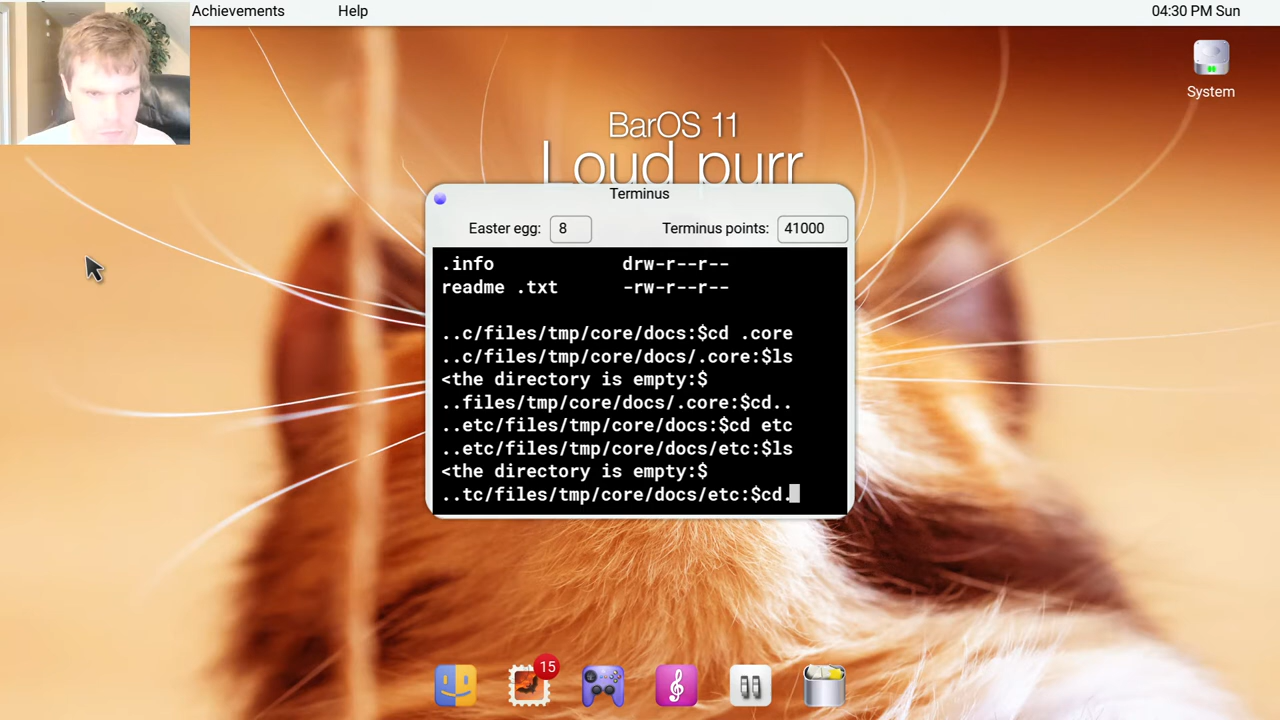 Achievements Help 04:30 PM Sun
System
BarOS 11
Loud purr
Terminus
Easter egg: 8 Terminus points: 41000
.info drw-r--r--
readme .txt -rw-r--r--
..c/files/tmp/core/docs:$cd .core
..c/files/tmp/core/docs/.core:$ls
<the directory is empty:$
..files/tmp/core/docs/.core:$cd..
..etc/files/tmp/core/docs:$cd etc
..etc/files/tmp/core/docs/etc:$ls
<the directory is empty:$
..tc/files/tmp/core/docs/etc:$cd.
15